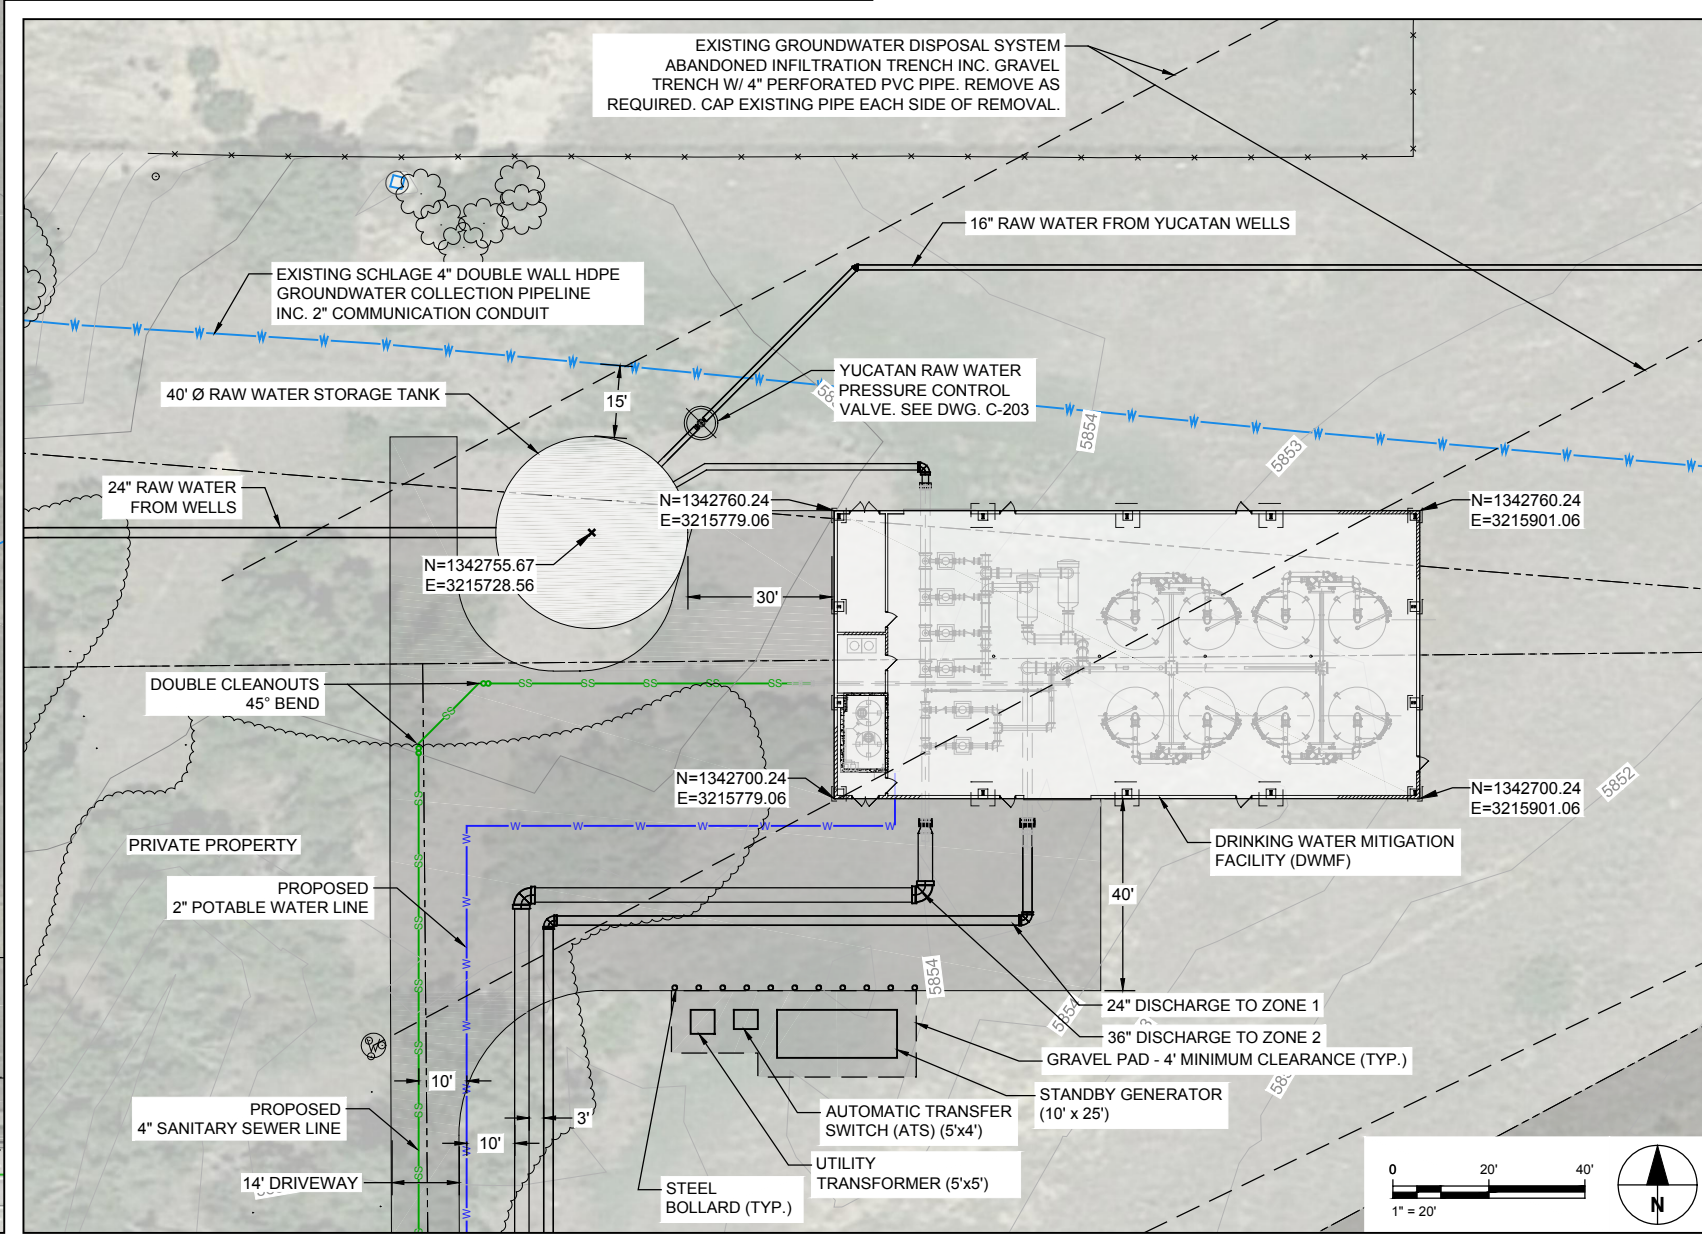 EXISTING GROUNDWATER DISPOSAL SYSTEM
ABANDONED INFILTRATION TRENCH INC. GRAVEL
TRENCH W/ 4" PERFORATED PVC PIPE. REMOVE AS
REQUIRED. CAP EXISTING PIPE EACH SIDE OF REMOVAL.
16" RAW WATER FROM YUCATAN WELLS
EXISTING SCHLAGE 4" DOUBLE WALL HDPE
GROUNDWATER COLLECTION PIPELINE
INC. 2" COMMUNICATION CONDUIT
YUCATAN RAW WATER
PRESSURE CONTROL
VALVE. SEE DWG. C-203
40' Ø RAW WATER STORAGE TANK
15'
5854
5853
24" RAW WATER
FROM WELLS
N=1342760.24
E=3215779.06
N=1342760.24
E=3215901.06
N=1342755.67
E=3215728.56
30'
DOUBLE CLEANOUTS
45° BEND
N=1342700.24
E=3215779.06
N=1342700.24
E=3215901.06
5852
PRIVATE PROPERTY
DRINKING WATER MITIGATION
FACILITY (DWMF)
PROPOSED
2" POTABLE WATER LINE
40'
5854
5854
24" DISCHARGE TO ZONE 1
36" DISCHARGE TO ZONE 2
GRAVEL PAD - 4' MINIMUM CLEARANCE (TYP.)
10'
STANDBY GENERATOR
(10' x 25')
PROPOSED
4" SANITARY SEWER LINE
3'
AUTOMATIC TRANSFER
SWITCH (ATS) (5'x4')
10'
UTILITY
TRANSFORMER (5'x5')
14' DRIVEWAY
STEEL
BOLLARD (TYP.)
0 20' 40'
1" = 20'
N